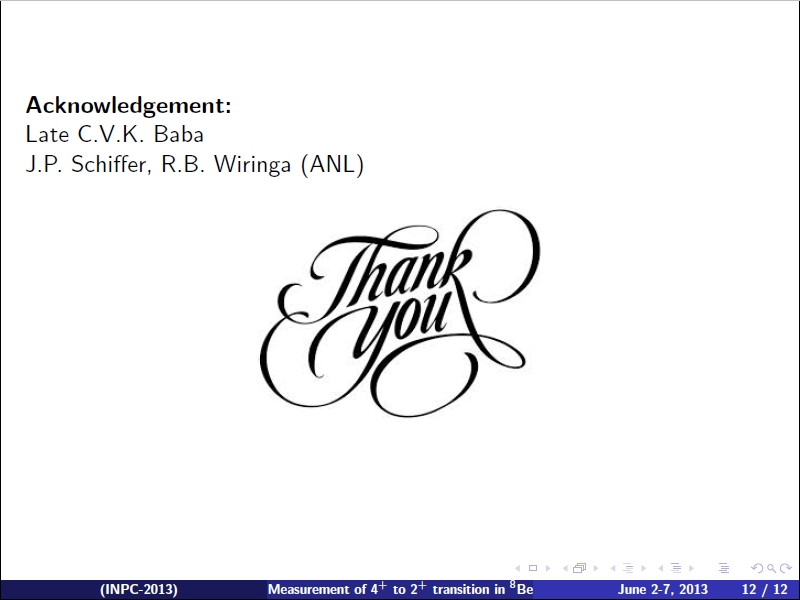 Acknowledgement:
Late C.V.K. Baba
J.P. Schiffer, R.B. Wiringa (ANL)
Thank
you
(INPC-2013) Measurement of 4⁺ to 2⁺ transition in ⁸Be June 2-7, 2013 12 / 12